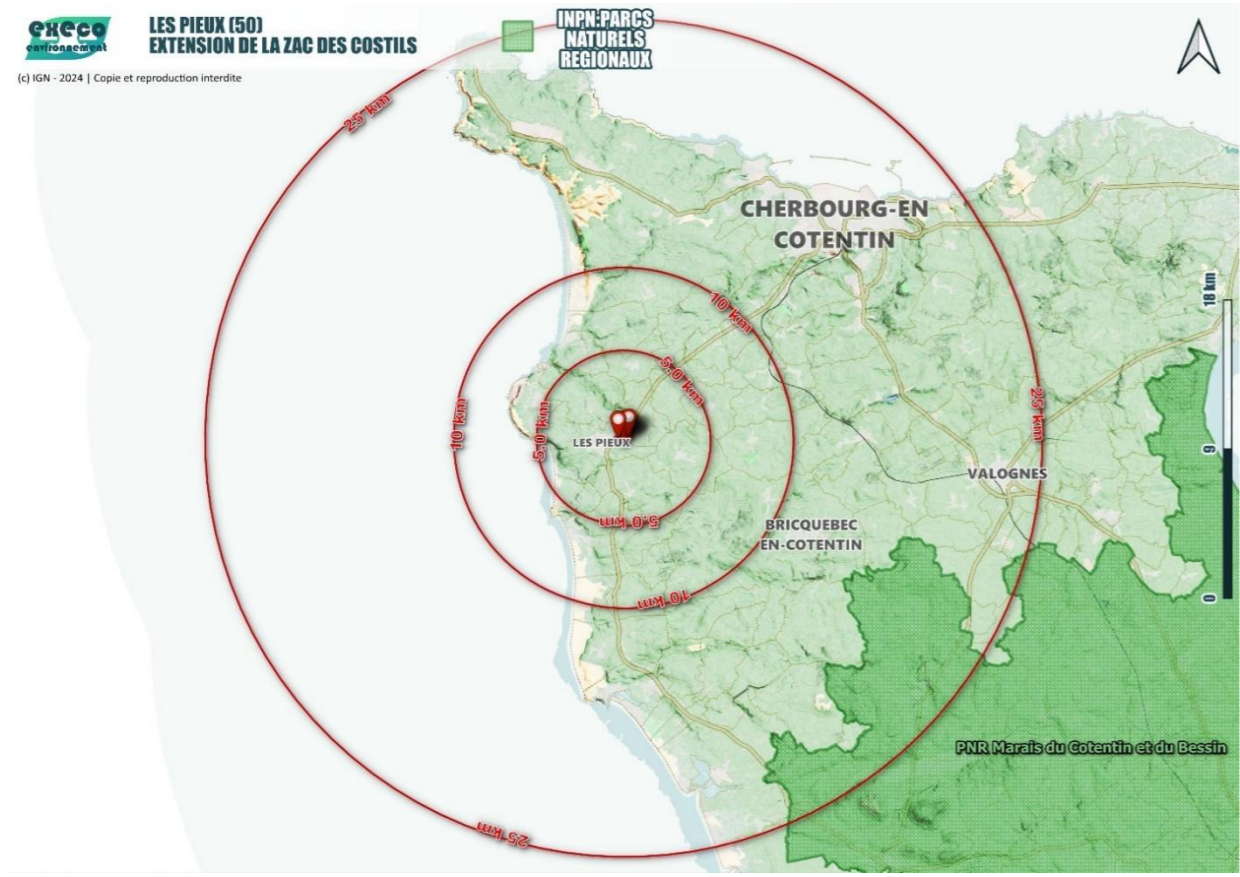 execo
environnement
LES PIEUX (50)
EXTENSION DE LA ZAC DES COSTILS
(c) IGN - 2024 | Copie et reproduction interdite
INPN:PARCS
NATURELS
REGIONAUX
25 km
CHERBOURG-EN
COTENTIN
18 km
10 km
5.0 km
25 km
10 km
5.0 km
LES PIEUX
9
VALOGNES
5.0 km
BRICQUEBEC
EN-COTENTIN
10 km
0
PNR Marais du Cotentin et du Bessin
25 km